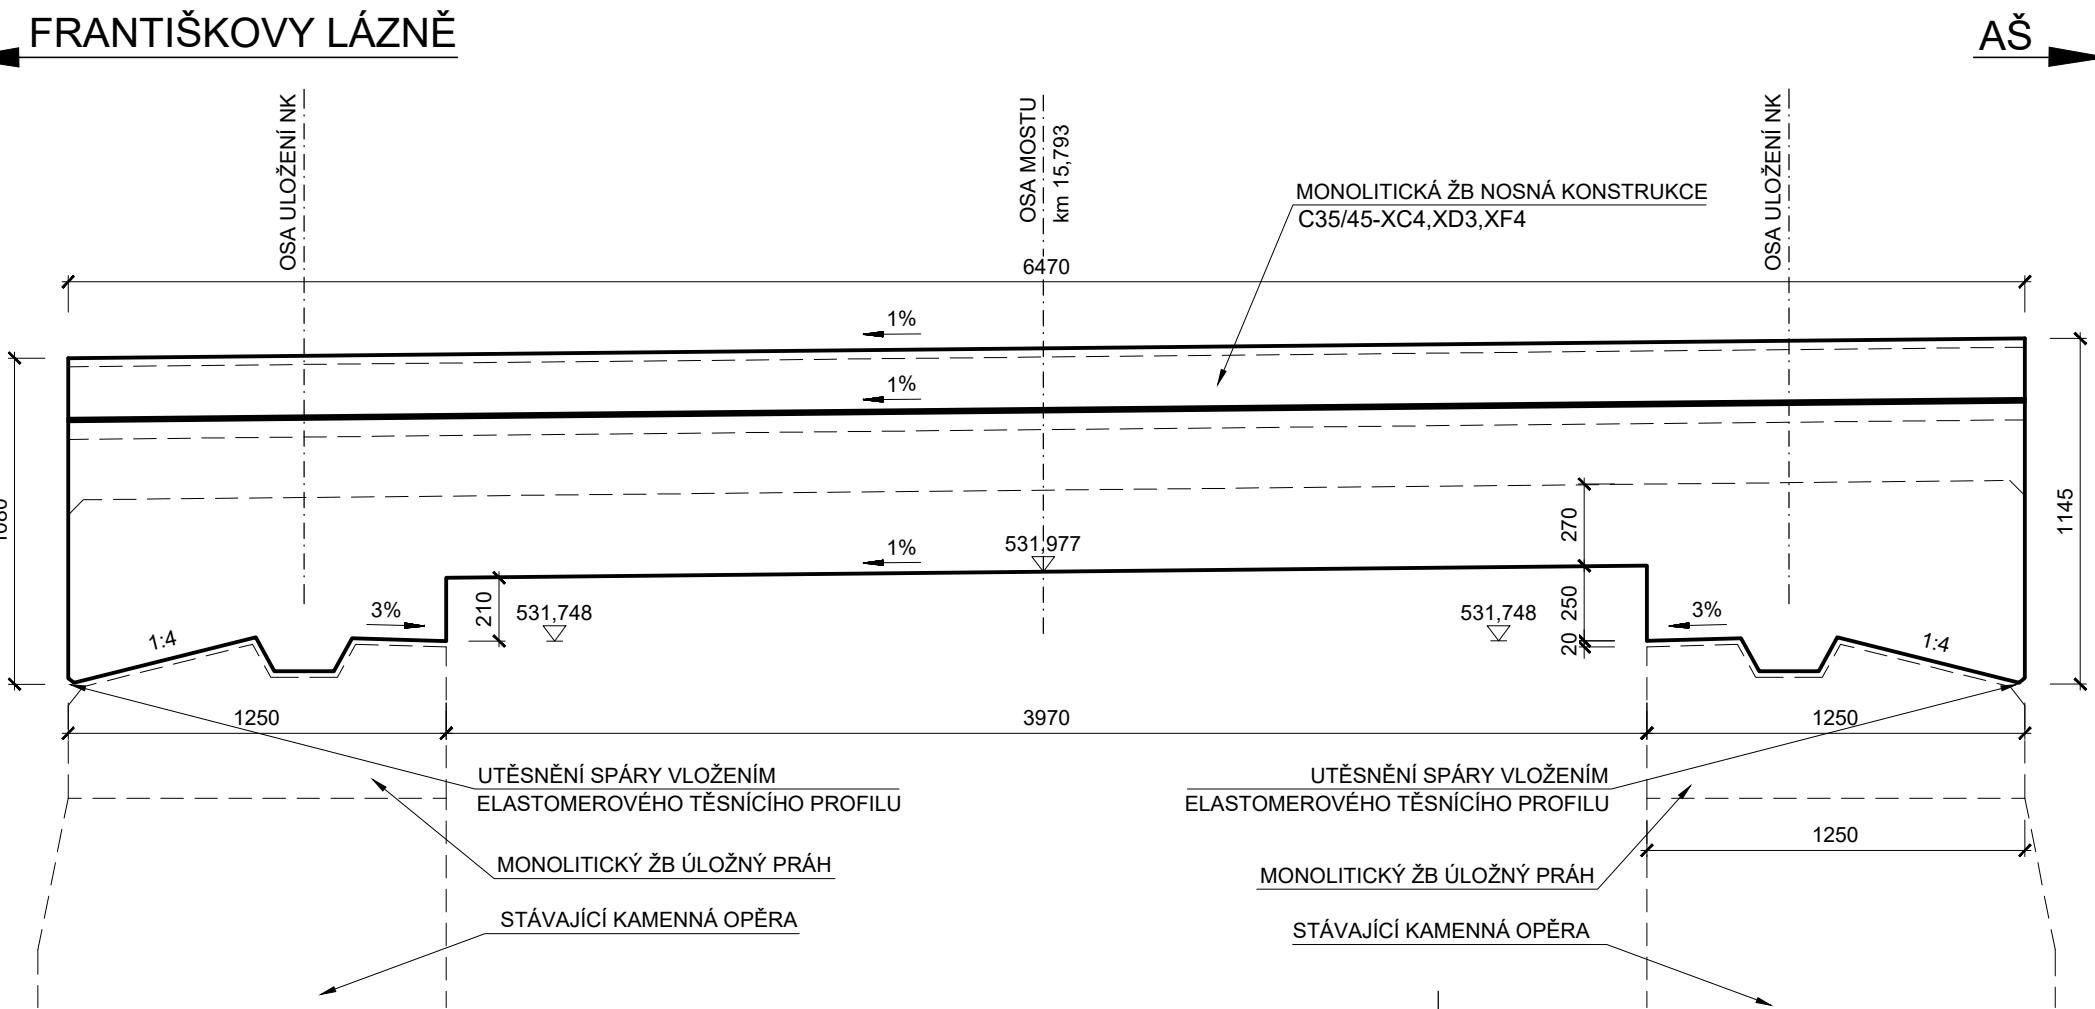 FRANTIŠKOVY LÁZNĚ
AŠ
OSA ULOŽENÍ NK
OSA MOSTU
km 15,793
OSA ULOŽENÍ NK
MONOLITICKÁ ŽB NOSNÁ KONSTRUKCE
C35/45-XC4,XD3,XF4
6470
1%
1%
1145
270
1%
531,977
3%
210
531,748
531,748
250
20
3%
1:4
1:4
1250
3970
1250
UTĚSNĚNÍ SPÁRY VLOŽENÍM
ELASTOMEROVÉHO TĚSNÍCÍHO PROFILU
UTĚSNĚNÍ SPÁRY VLOŽENÍM
ELASTOMEROVÉHO TĚSNÍCÍHO PROFILU
1250
MONOLITICKÝ ŽB ÚLOŽNÝ PRÁH
MONOLITICKÝ ŽB ÚLOŽNÝ PRÁH
STÁVAJÍCÍ KAMENNÁ OPĚRA
STÁVAJÍCÍ KAMENNÁ OPĚRA